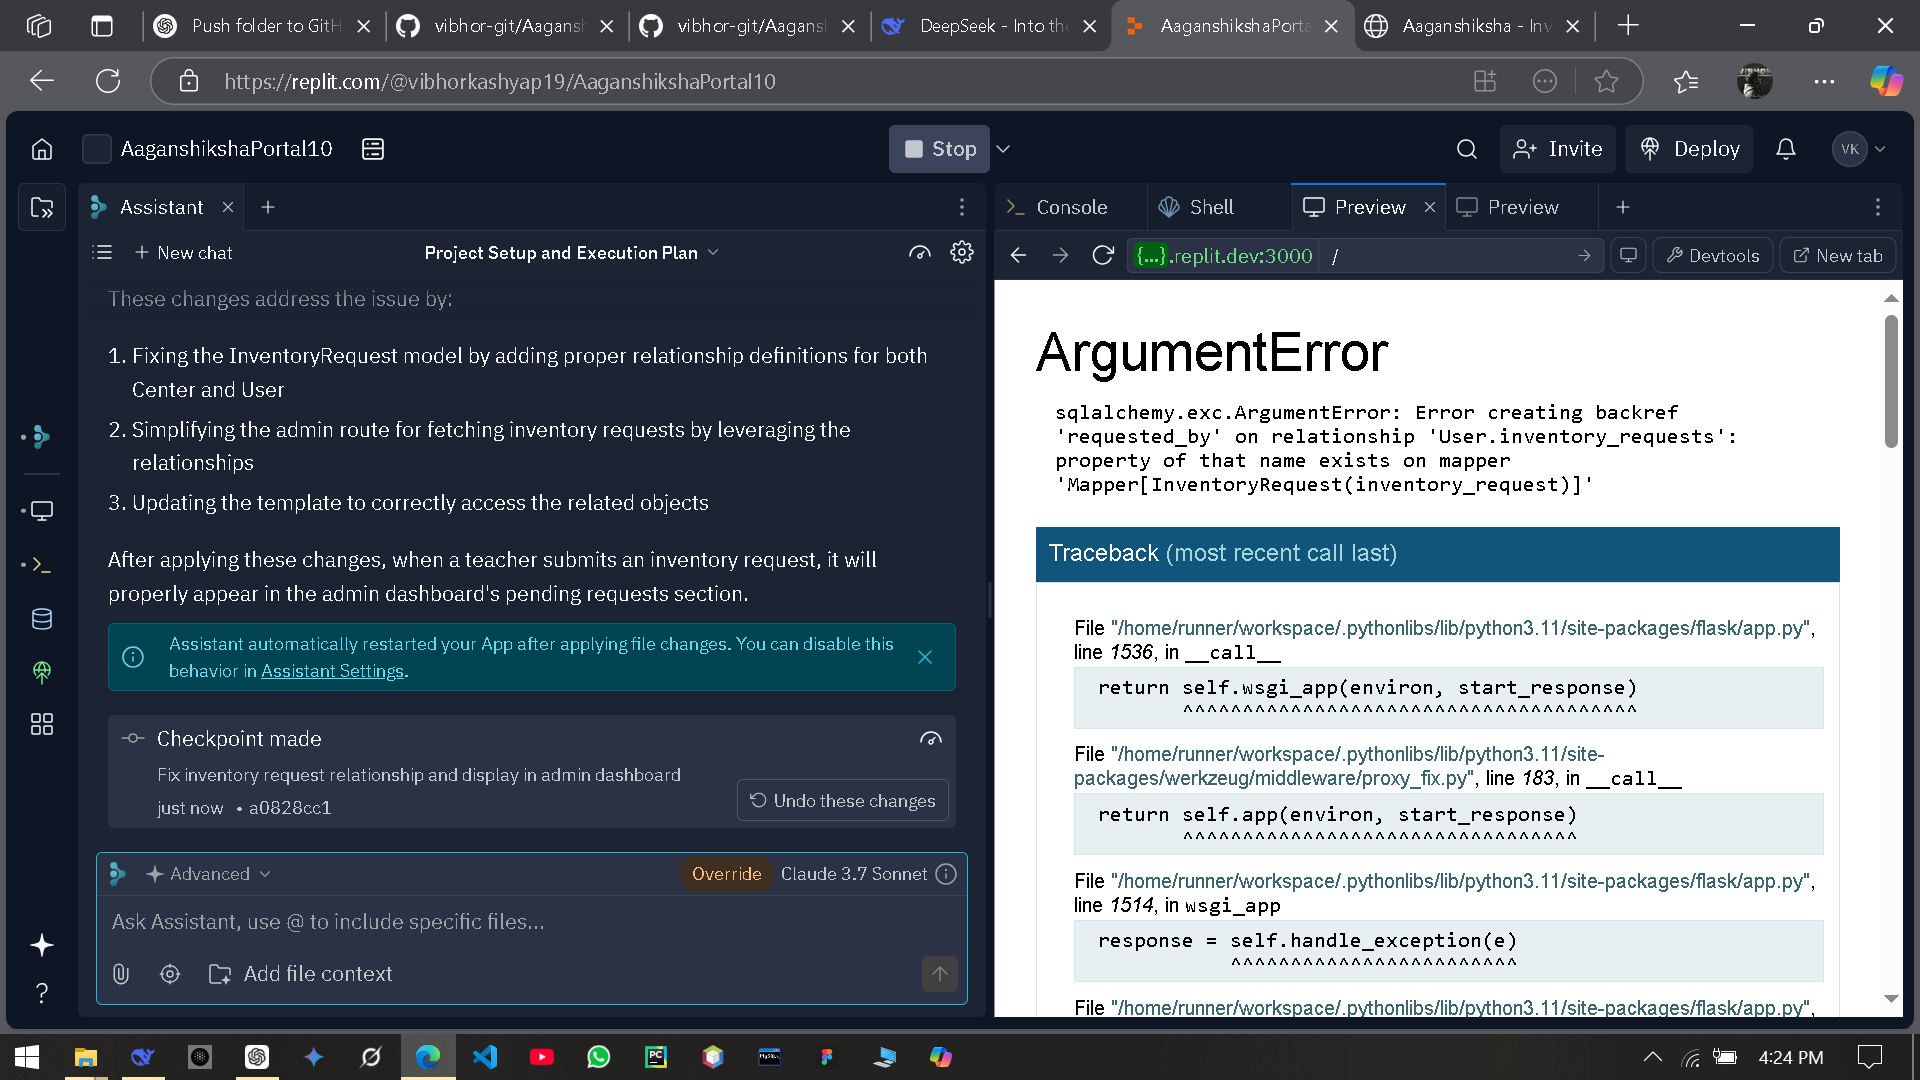 Push folder to GitH
vibhor-git/Aagansh
vibhor-git/Aagansh
DeepSeek - Into the
AaganshikshaPorta
Aaganshiksha - Inv
https://replit.com/@vibhorkashyap19/AaganshikshaPortal10
AaganshikshaPortal10
Stop
Invite
Deploy
VK
Assistant
New chat
Project Setup and Execution Plan
These changes address the issue by:
1. Fixing the InventoryRequest model by adding proper relationship definitions for both
Center and User
2. Simplifying the admin route for fetching inventory requests by leveraging the
relationships
3. Updating the template to correctly access the related objects
After applying these changes, when a teacher submits an inventory request, it will
properly appear in the admin dashboard's pending requests section.
Assistant automatically restarted your App after applying file changes. You can disable this
behavior in Assistant Settings.
Checkpoint made
Fix inventory request relationship and display in admin dashboard
just now • a0828cc1
Undo these changes
Advanced
Override
Claude 3.7 Sonnet
Ask Assistant, use @ to include specific files...
Add file context
Console
Shell
Preview
Preview
{...}.replit.dev:3000
/
Devtools
New tab
ArgumentError
sqlalchemy.exc.ArgumentError: Error creating backref
'requested_by' on relationship 'User.inventory_requests':
property of that name exists on mapper
'Mapper[InventoryRequest(inventory_request)]'
Traceback (most recent call last)
File "/home/runner/workspace/.pythonlibs/lib/python3.11/site-packages/flask/app.py",
line 1536, in __call__
return self.wsgi_app(environ, start_response)
^^^^^^^^^^^^^^^^^^^^^^^^^^^^^^^^^^^^^^
File "/home/runner/workspace/.pythonlibs/lib/python3.11/site-
packages/werkzeug/middleware/proxy_fix.py", line 183, in __call__
return self.app(environ, start_response)
^^^^^^^^^^^^^^^^^^^^^^^^^^^^^^^^^
File "/home/runner/workspace/.pythonlibs/lib/python3.11/site-packages/flask/app.py",
line 1514, in wsgi_app
response = self.handle_exception(e)
^^^^^^^^^^^^^^^^^^^^^^^^
File "/home/runner/workspace/.pythonlibs/lib/python3.11/site-packages/flask/app.py",
4:24 PM